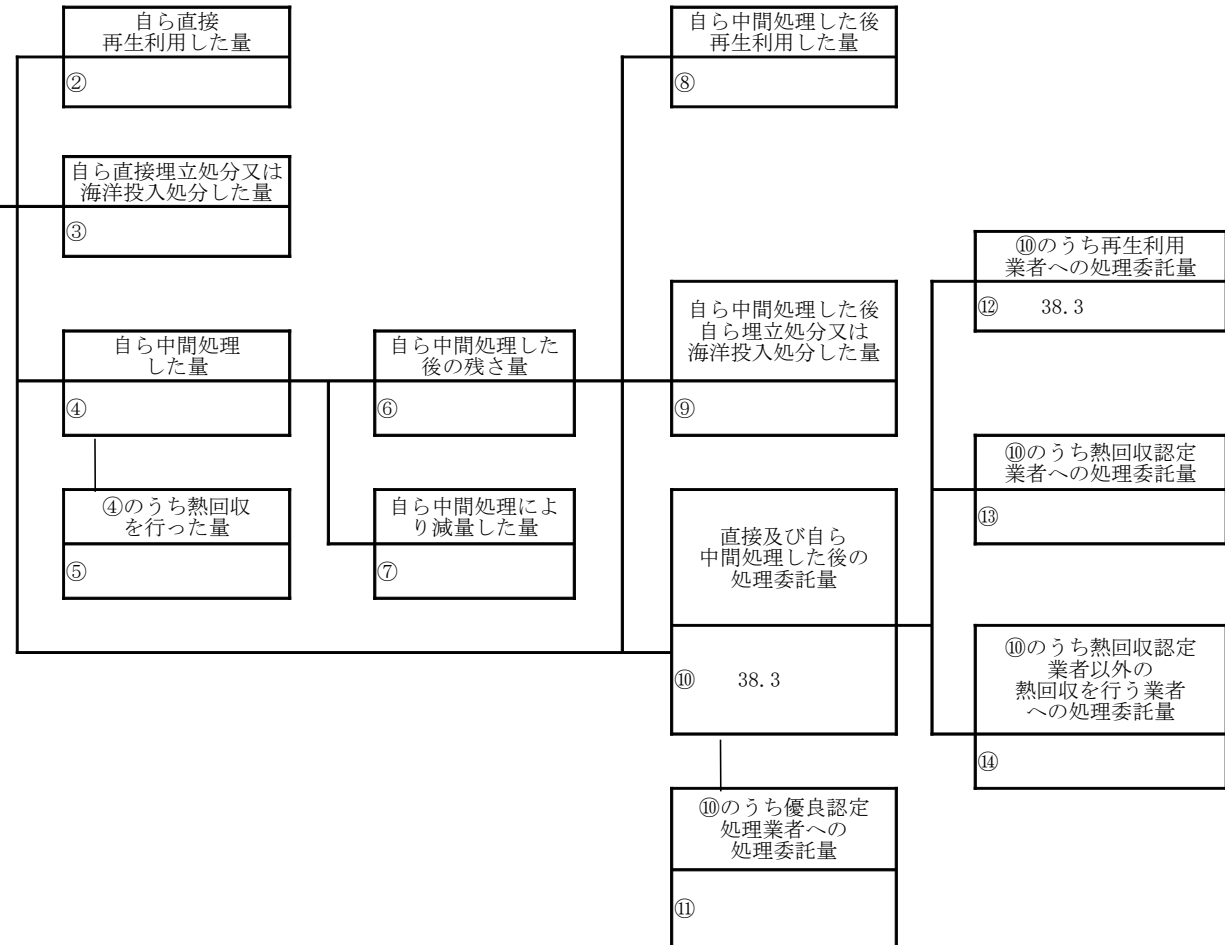 自ら直接
再生利用した量
②
自ら中間処理した後
再生利用した量
⑧
自ら直接埋立処分又は
海洋投入処分した量
③
⑩のうち再生利用
業者への処理委託量
⑫ 38.3
自ら中間処理
した量
④
自ら中間処理した
後の残さ量
⑥
自ら中間処理した後
自ら埋立処分又は
海洋投入処分した量
⑨
⑩のうち熱回収認定
業者への処理委託量
⑬
④のうち熱回収
を行った量
⑤
自ら中間処理によ
り減量した量
⑦
直接及び自ら
中間処理した後の
処理委託量
⑩ 38.3
⑩のうち熱回収認定
業者以外の
熱回収を行う業者
への処理委託量
⑭
⑩のうち優良認定
処理業者への
処理委託量
⑪